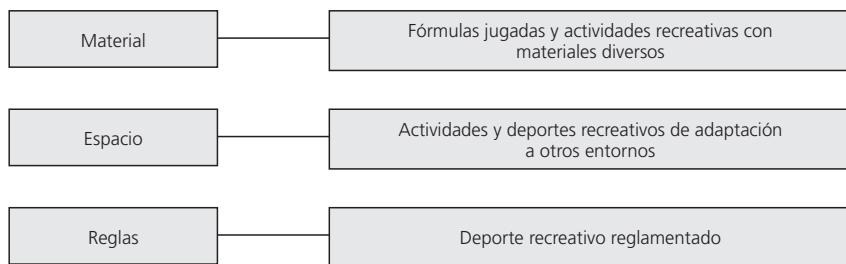 Material
Fórmulas jugadas y actividades recreativas con
materiales diversos
Espacio
Actividades y deportes recreativos de adaptación
a otros entornos
Reglas
Deporte recreativo reglamentado